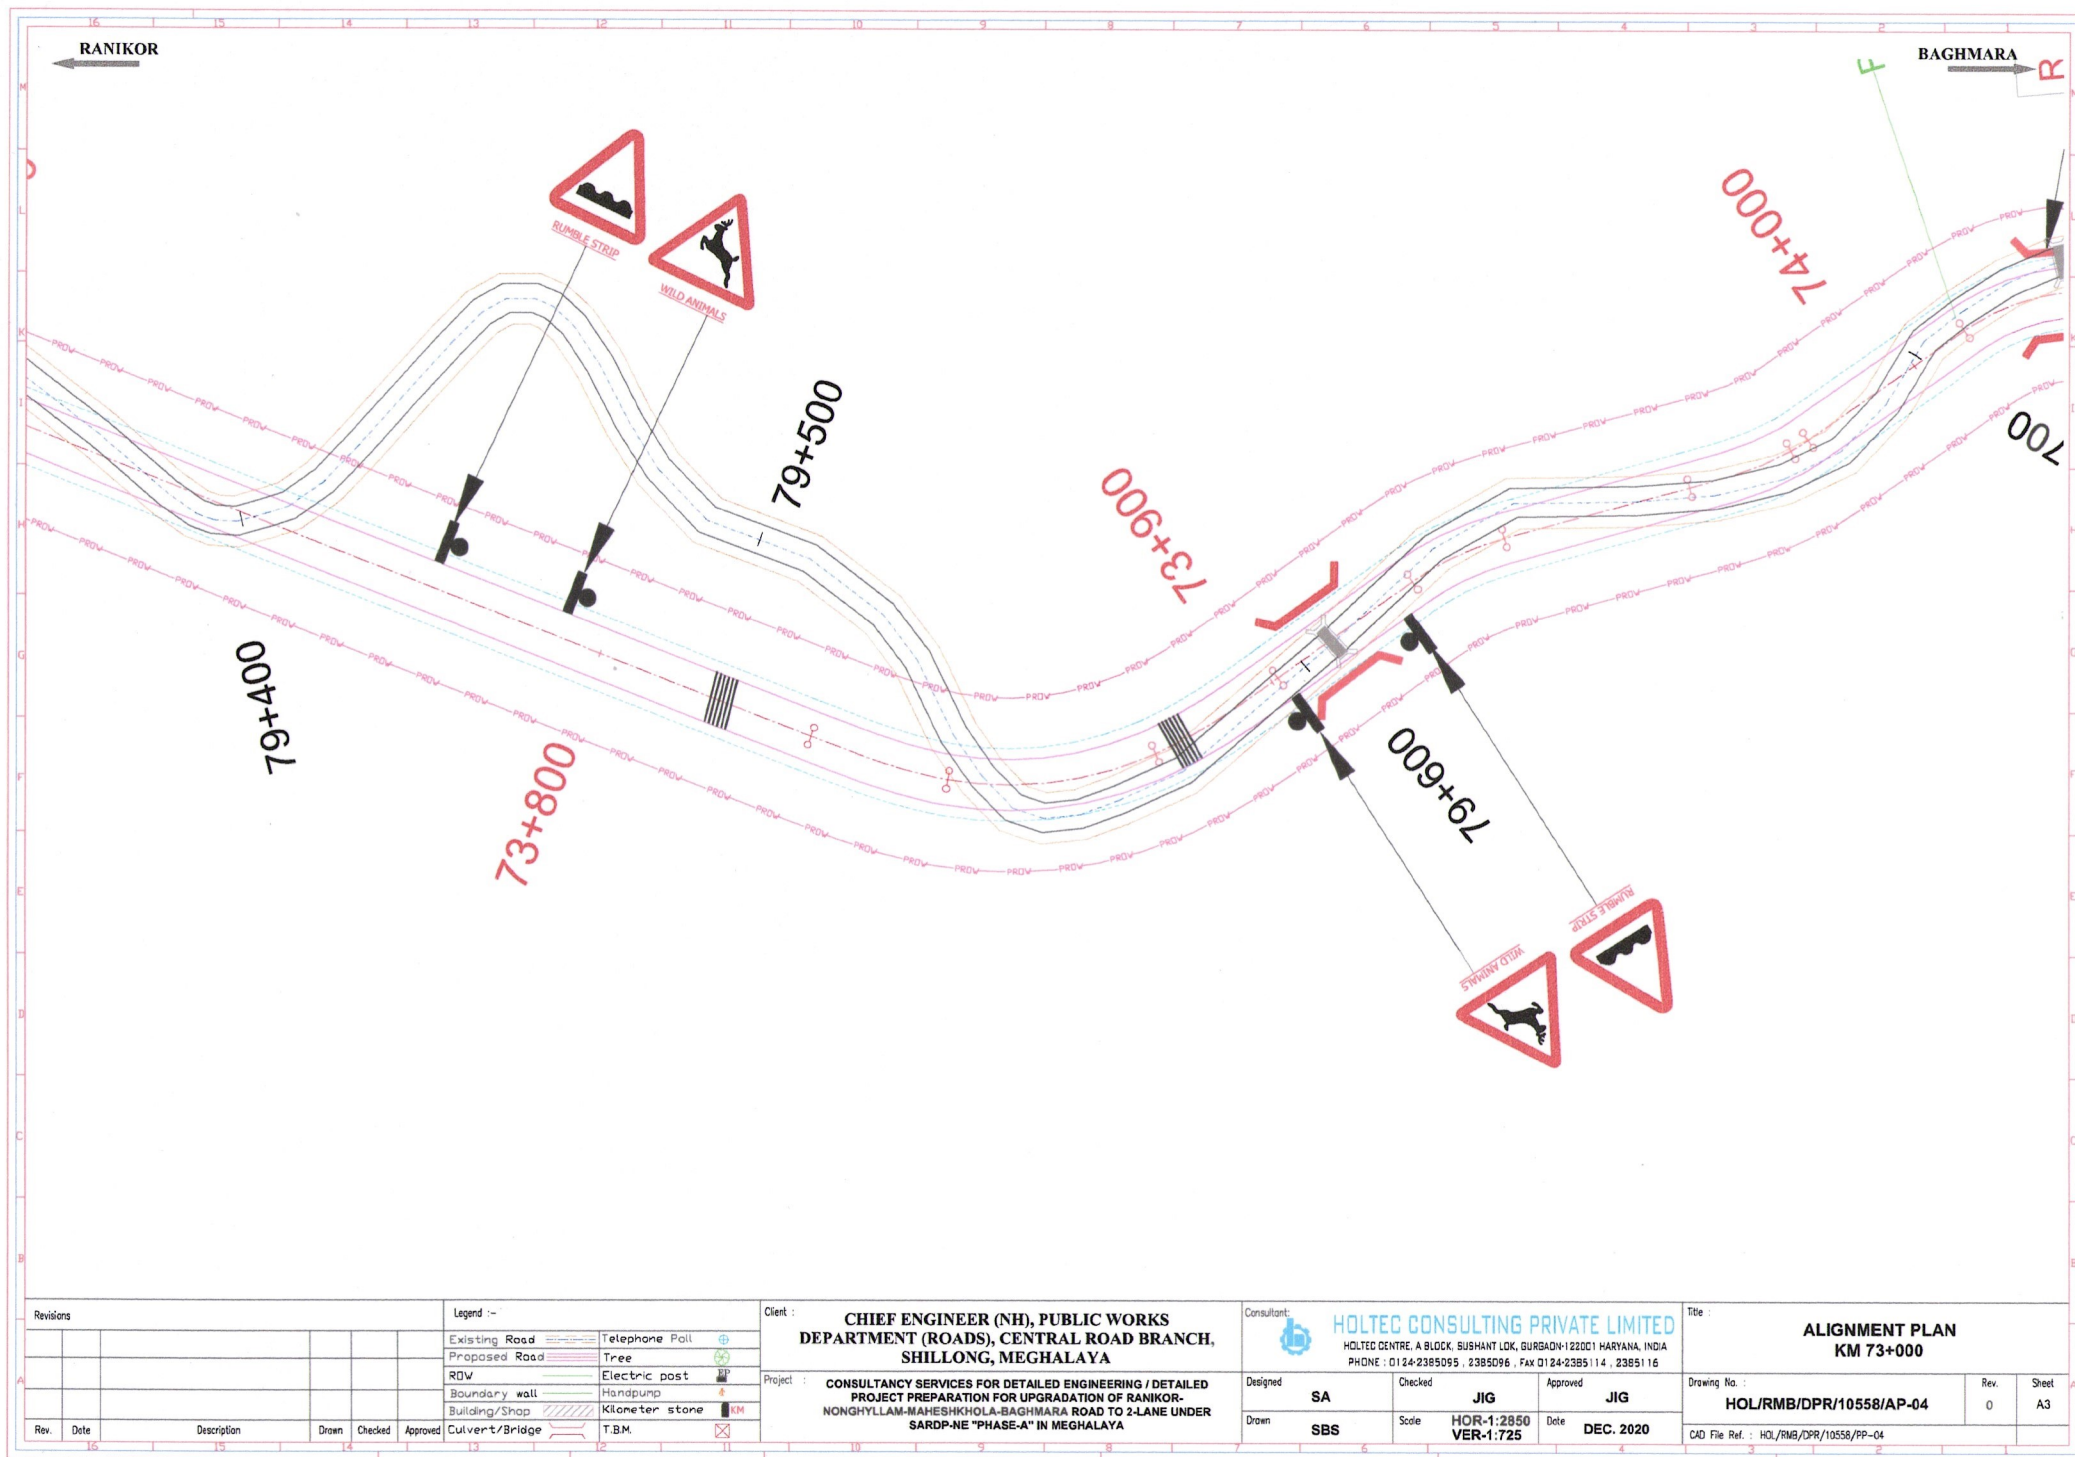 RANIKOR
BAGHMARA
R
F
RUMBLE STRIP
WILD ANIMALS
74+000
79+500
73+900
700
79+400
73+800
79+600
RUMBLE STRIP
WILD ANIMALS
PROW
Revisions
Rev. Date Description Drawn Checked Approved
Legend :-
Existing Road Telephone Poll
Proposed Road Tree
ROW Electric post EP
Boundary wall Handpump
Building/Shop Kilometer stone KM
Culvert/Bridge T.B.M.
Client :
CHIEF ENGINEER (NH), PUBLIC WORKS
DEPARTMENT (ROADS), CENTRAL ROAD BRANCH,
SHILLONG, MEGHALAYA
Project :
CONSULTANCY SERVICES FOR DETAILED ENGINEERING / DETAILED
PROJECT PREPARATION FOR UPGRADATION OF RANIKOR-
NONGHYLLAM-MAHESHKHOLA-BAGHMARA ROAD TO 2-LANE UNDER
SARDP-NE "PHASE-A" IN MEGHALAYA
Consultant:
HOLTEC CONSULTING PRIVATE LIMITED
HOLTEC CENTRE, A BLOCK, SUSHANT LOK, GURGAON-122001 HARYANA, INDIA
PHONE : 0124-2385095 , 2385096 , FAX 0124-2385114 , 2385116
Designed SA Checked JIG Approved JIG
Drawn SBS Scale HOR-1:2850 VER-1:725 Date DEC. 2020
Title :
ALIGNMENT PLAN
KM 73+000
Drawing No. : HOL/RMB/DPR/10558/AP-04 Rev. 0 Sheet A3
CAD File Ref. : HOL/RMB/DPR/10558/PP-04